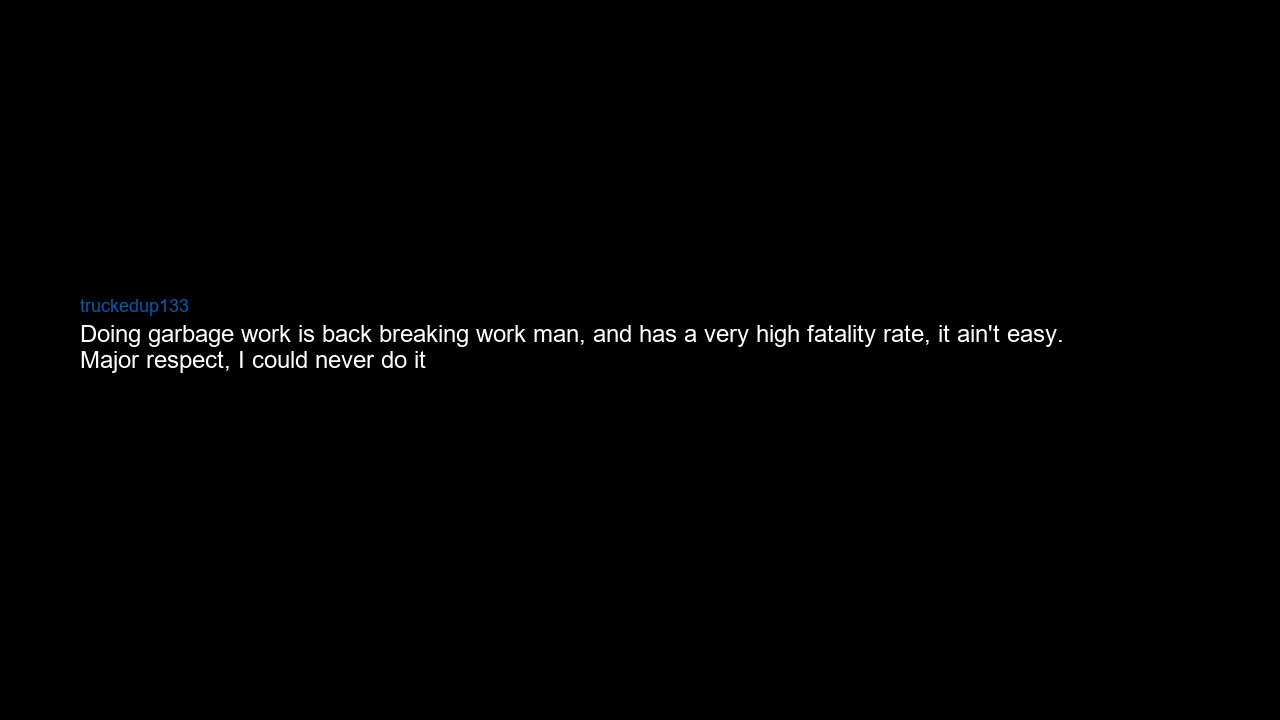 truckedup133
Doing garbage work is back breaking work man, and has a very high fatality rate, it ain't easy.
Major respect, I could never do it